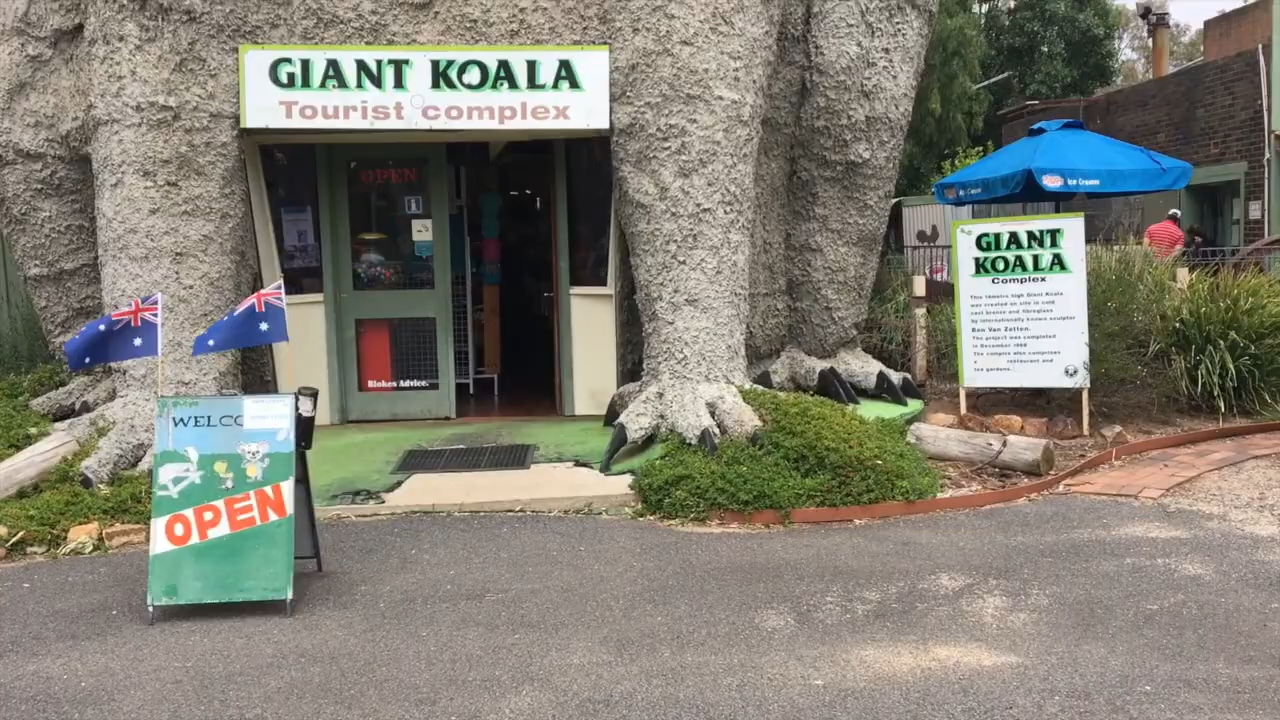 GIANT KOALA
Tourist complex
OPEN
i
Blokes Advice.
WELCO
OPEN
Ice Creams
GIANT
KOALA
Complex
This 14metre high Giant Koala
was created on site in cold
cast bronze and fibreglass
by internationally known sculptor
Ben Van Zetten.
The project was completed
in December 1988
The complex also comprises
a restaurant and
tea gardens.